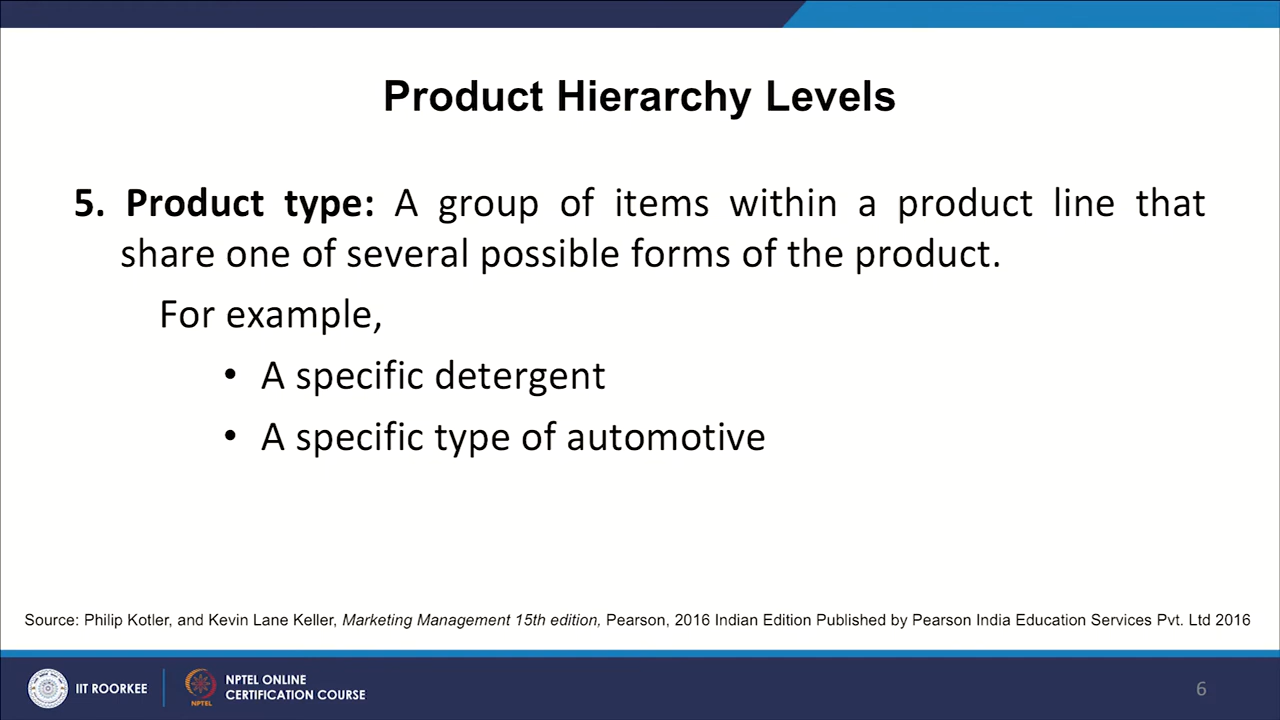 Product Hierarchy Levels
5. Product type: A group of items within a product line that
share one of several possible forms of the product.
For example,
• A specific detergent
• A specific type of automotive
Source: Philip Kotler, and Kevin Lane Keller, Marketing Management 15th edition, Pearson, 2016 Indian Edition Published by Pearson India Education Services Pvt. Ltd 2016
IIT ROORKEE
NPTEL
NPTEL ONLINE
CERTIFICATION COURSE
6